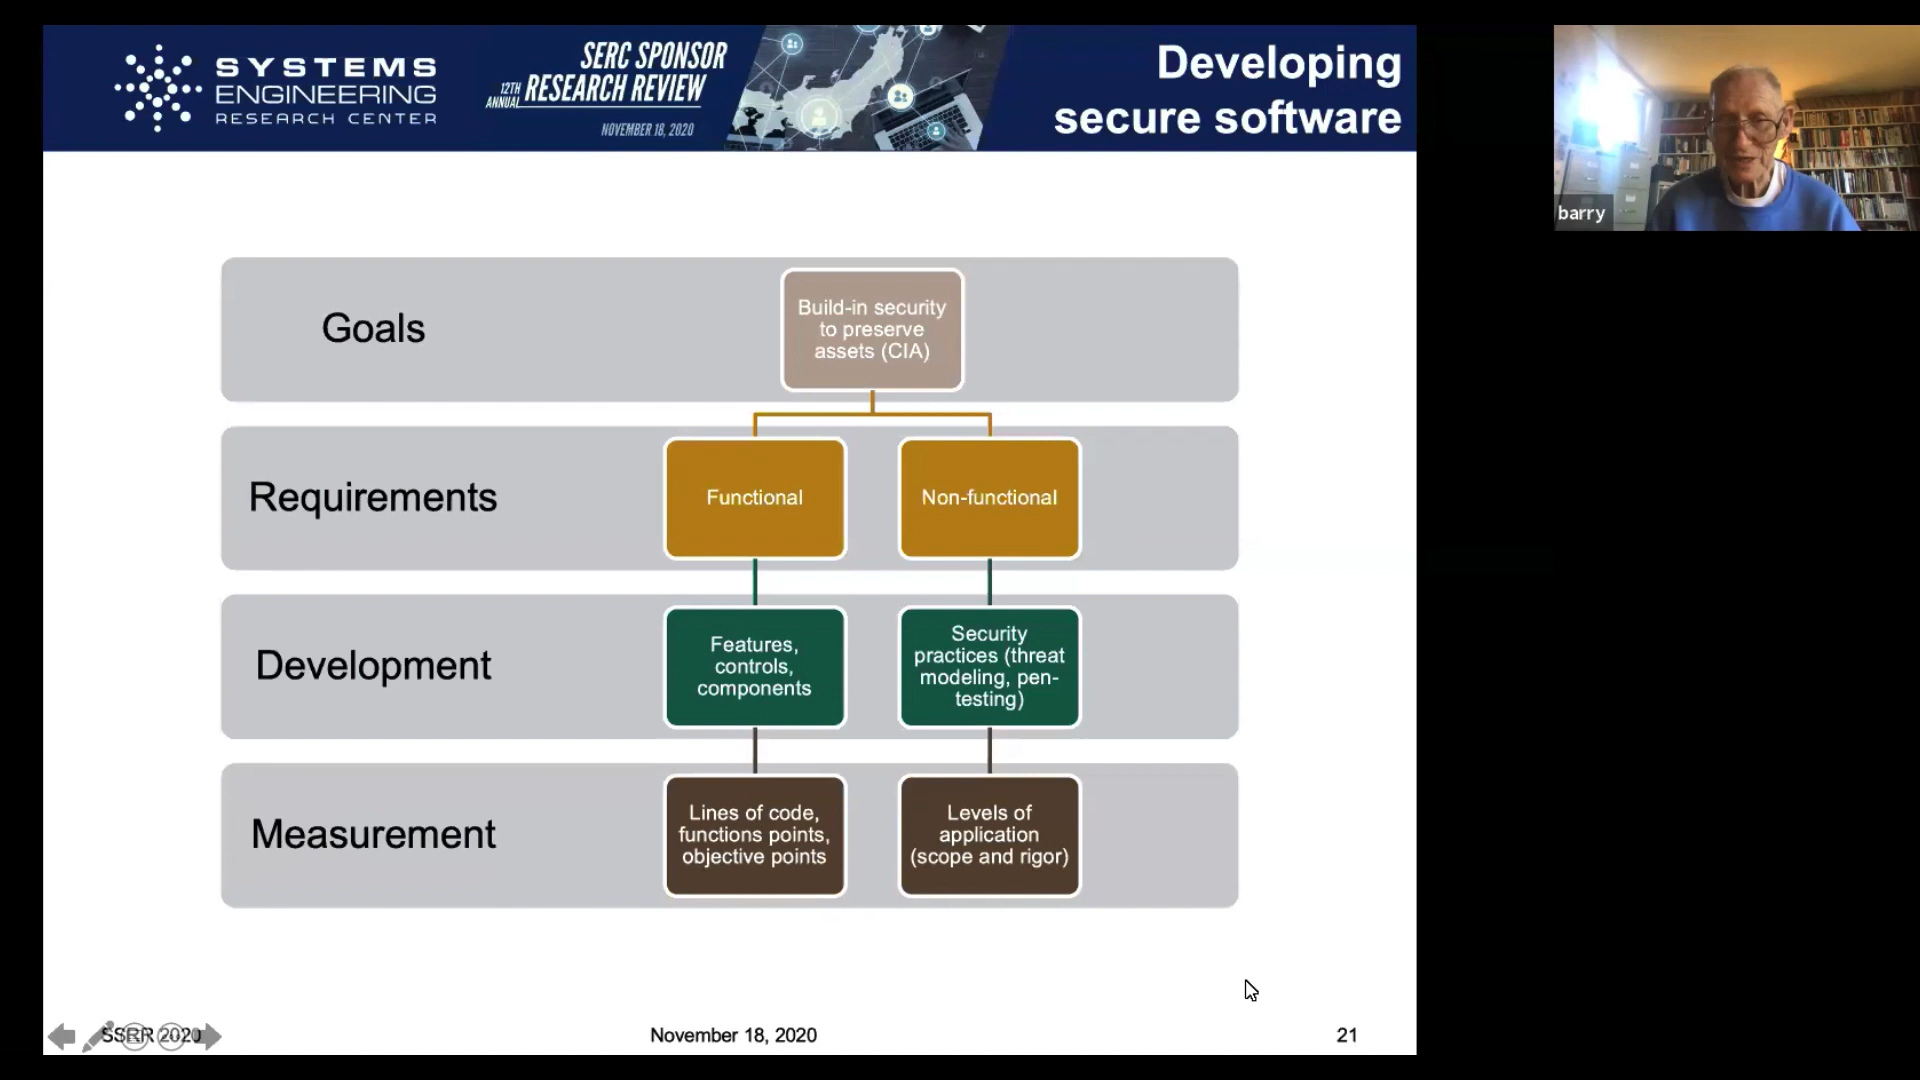 SYSTEMS
ENGINEERING
RESEARCH CENTER
SERC SPONSOR
12TH
ANNUAL
RESEARCH REVIEW
NOVEMBER 18, 2020
Developing
secure software
barry
Goals
Build-in security
to preserve
assets (CIA)
Requirements
Functional
Non-functional
Development
Features,
controls,
components
Security
practices (threat
modeling, pen-
testing)
Measurement
Lines of code,
functions points,
objective points
Levels of
application
(scope and rigor)
SSRR 2020
November 18, 2020
21